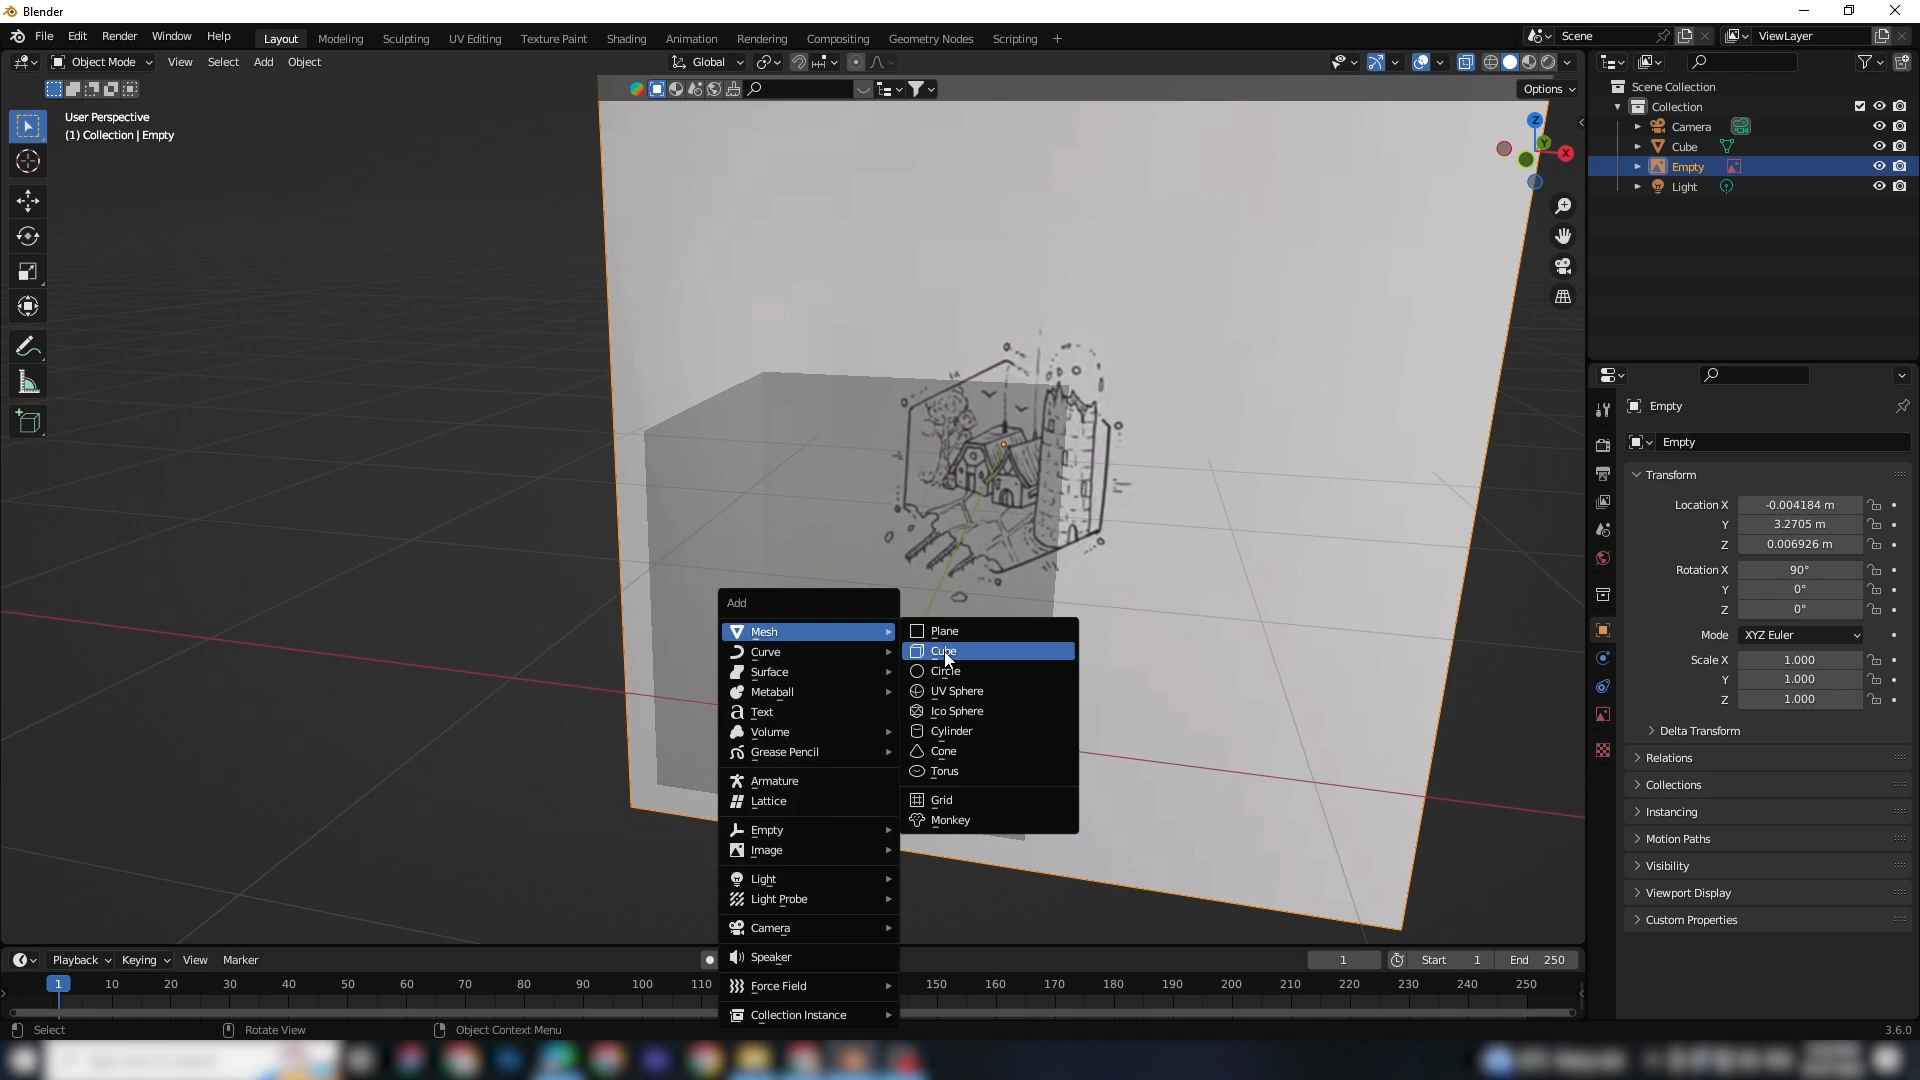 Blender
File Edit Render Window Help Layout Modeling Sculpting UV Editing Texture Paint Shading Animation Rendering Compositing Geometry Nodes Scripting + Scene ViewLayer
Object Mode View Select Add Object Global
Options
User Perspective
(1) Collection | Empty
Z
Y
X
Scene Collection
Collection
Camera
Cube
Empty
Light
Empty
Empty
Transform
Location X -0.004184 m
Y 3.2705 m
Z 0.006926 m
Rotation X 90°
Y 0°
Z 0°
Mode XYZ Euler
Scale X 1.000
Y 1.000
Z 1.000
Delta Transform
Relations
Collections
Instancing
Motion Paths
Visibility
Viewport Display
Custom Properties
Add
Mesh
Curve
Surface
Metaball
Text
Volume
Grease Pencil
Armature
Lattice
Empty
Image
Light
Light Probe
Camera
Speaker
Force Field
Collection Instance
Plane
Cube
Circle
UV Sphere
Ico Sphere
Cylinder
Cone
Torus
Grid
Monkey
Playback Keying View Marker 1 Start 1 End 250
1 10 20 30 40 50 60 70 80 90 100 110 150 160 170 180 190 200 210 220 230 240 250
Select Rotate View Object Context Menu 3.6.0